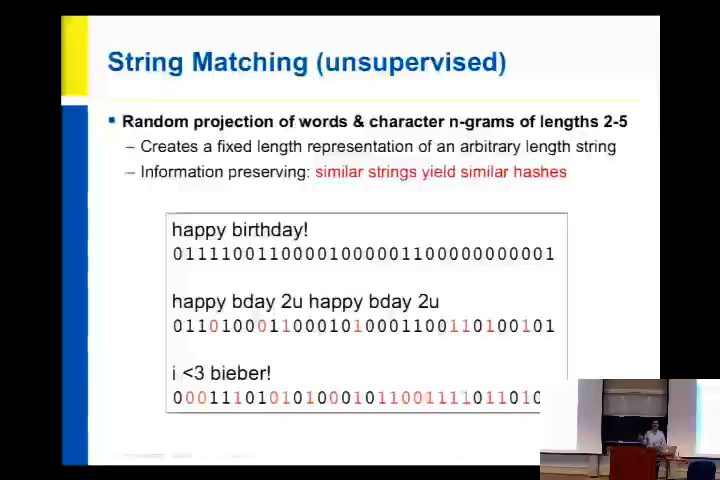 String Matching (unsupervised)
Random projection of words & character n-grams of lengths 2-5
– Creates a fixed length representation of an arbitrary length string
– Information preserving: similar strings yield similar hashes
happy birthday!
01111001100001000001100000000001
happy bday 2u happy bday 2u
011010000110001010001100110100101
i <3 bieber!
0001110101010001011001111011010